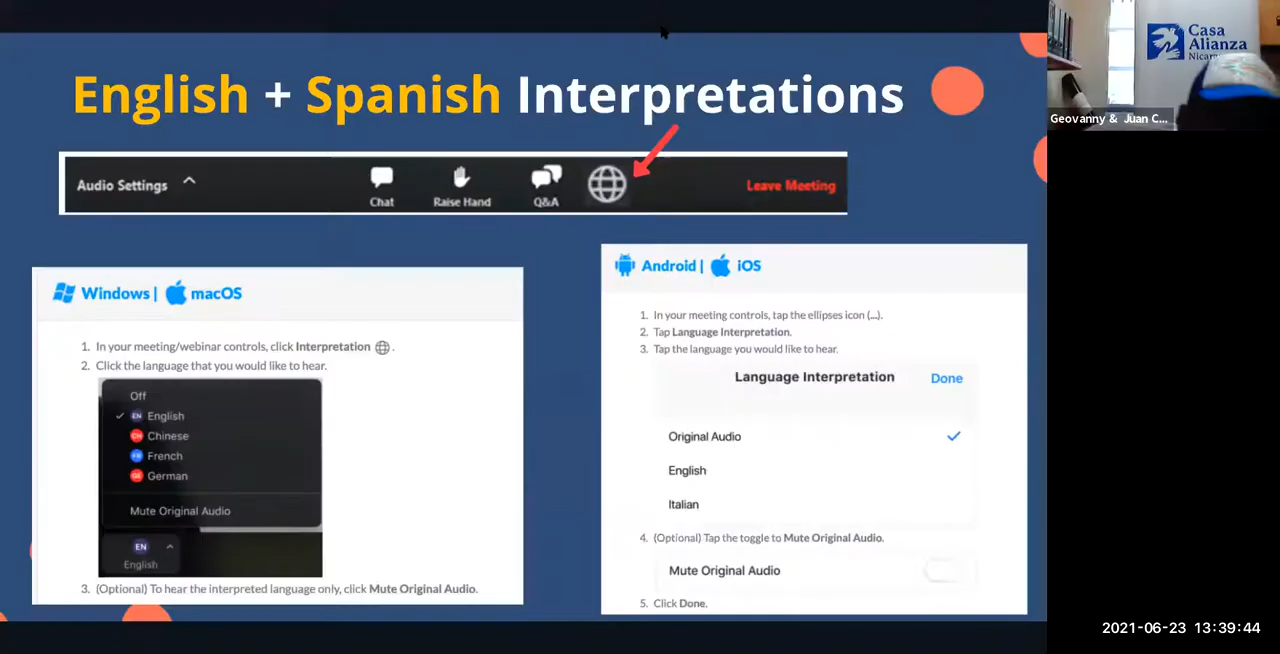 English + Spanish Interpretations
Audio Settings
Chat
Raise Hand
Q&A
Leave Meeting
Windows | macOS
1. In your meeting/webinar controls, click Interpretation .
2. Click the language that you would like to hear.
Off
EN English
CH Chinese
FR French
GE German
Mute Original Audio
EN
English
3. (Optional) To hear the interpreted language only, click Mute Original Audio.
Android | iOS
1. In your meeting controls, tap the ellipses icon (...).
2. Tap Language Interpretation.
3. Tap the language you would like to hear.
Language Interpretation Done
Original Audio
English
Italian
4. (Optional) Tap the toggle to Mute Original Audio.
Mute Original Audio
5. Click Done.
Casa
Alianza
Geovanny & Juan C...
2021-06-23 13:39:44